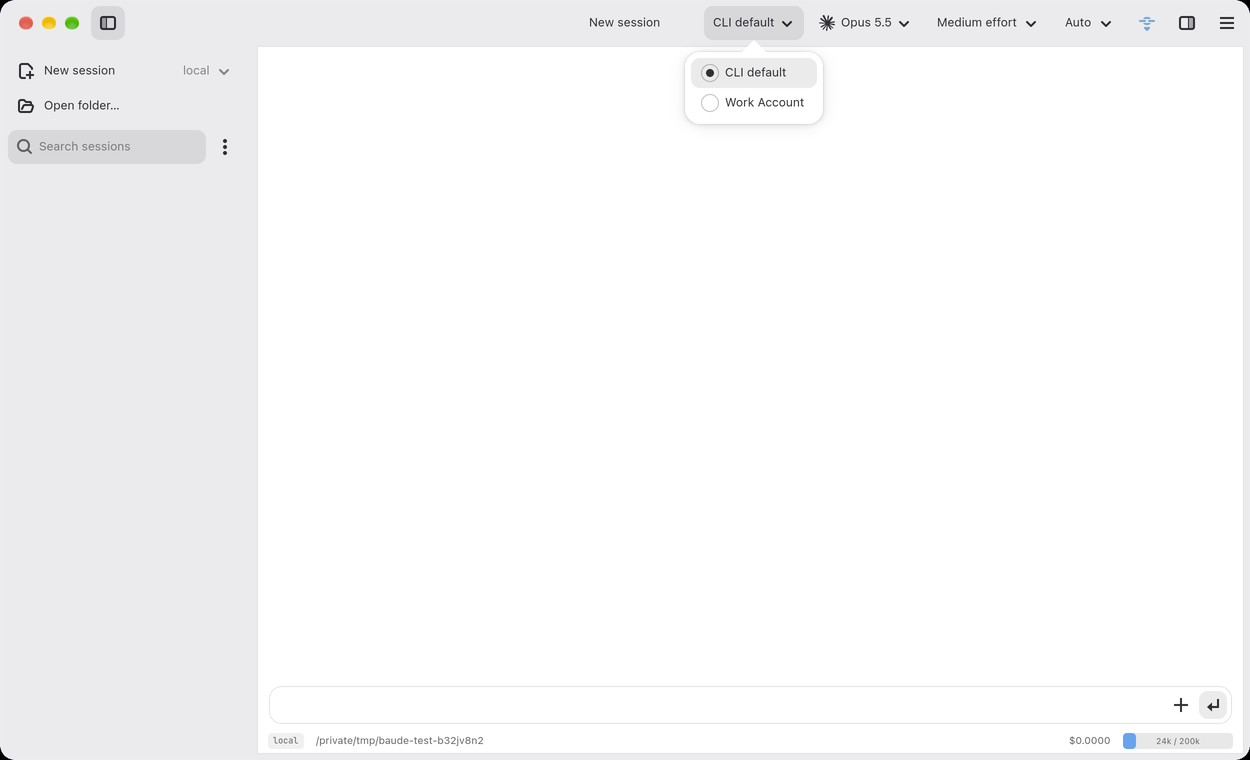 New session
CLI default
Opus 5.5
Medium effort
Auto
New session
local
Open folder...
Search sessions
CLI default
Work Account
local
/private/tmp/baude-test-b32jv8n2
$0.0000
24k / 200k